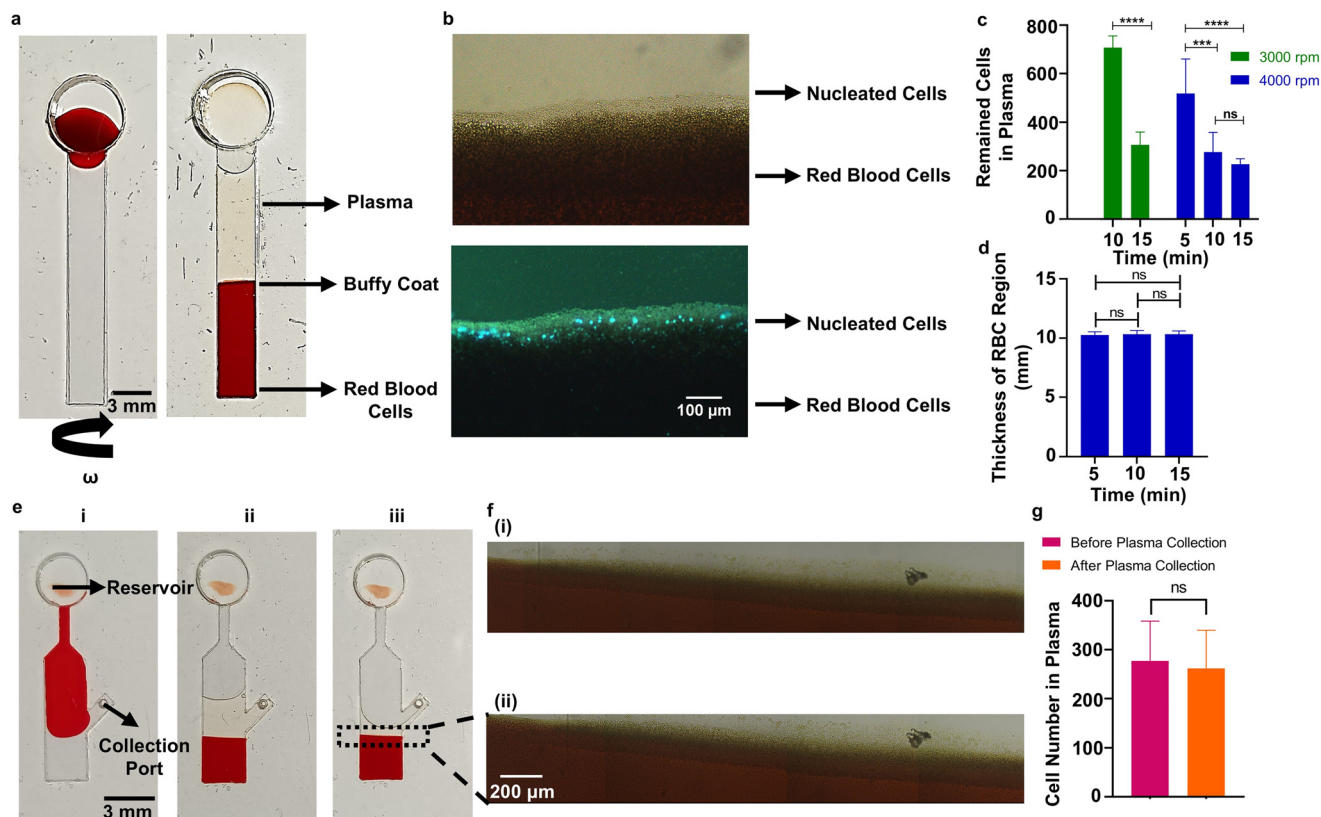 a
Plasma
Buffy Coat
Red Blood
Cells
3 mm
ω
b
Nucleated Cells
Red Blood Cells
Nucleated Cells
Red Blood Cells
100 µm
c
Remained Cells
in Plasma
800
600
400
200
0
****
****
***
ns
3000 rpm
4000 rpm
10 15 5 10 15
Time (min)
d
Thickness of RBC Region
(mm)
15
10
5
0
ns
ns
ns
5 10 15
Time (min)
e
i ii iii
Reservoir
Collection
Port
3 mm
f
(i)
(ii)
200 µm
g
Before Plasma Collection
After Plasma Collection
ns
Cell Number in Plasma
400
300
200
100
0